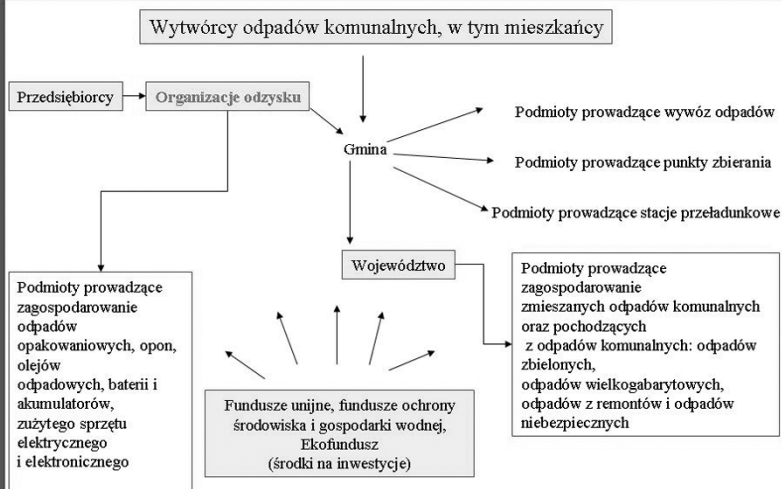 Wytwórcy odpadów komunalnych, w tym mieszkańcy
Przedsiębiorcy
Organizacje odzysku
Gmina
Podmioty prowadzące wywóz odpadów
Podmioty prowadzące punkty zbierania
Podmioty prowadzące stacje przeładunkowe
Województwo
Podmioty prowadzące
zagospodarowanie
odpadów
opakowaniowych, opon,
olejów
odpadowych, baterii i
akumulatorów,
zużytego sprzętu
elektrycznego
i elektronicznego
Fundusze unijne, fundusze ochrony
środowiska i gospodarki wodnej,
Ekofundusz
(środki na inwestycje)
Podmioty prowadzące
zagospodarowanie
zmieszanych odpadów komunalnych
oraz pochodzących
z odpadów komunalnych: odpadów
zbielonych,
odpadów wielkogabarytowych,
odpadów z remontów i odpadów
niebezpiecznych